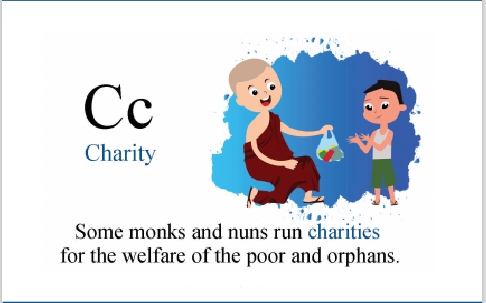 Cc
Charity
Some monks and nuns run charities
for the welfare of the poor and orphans.